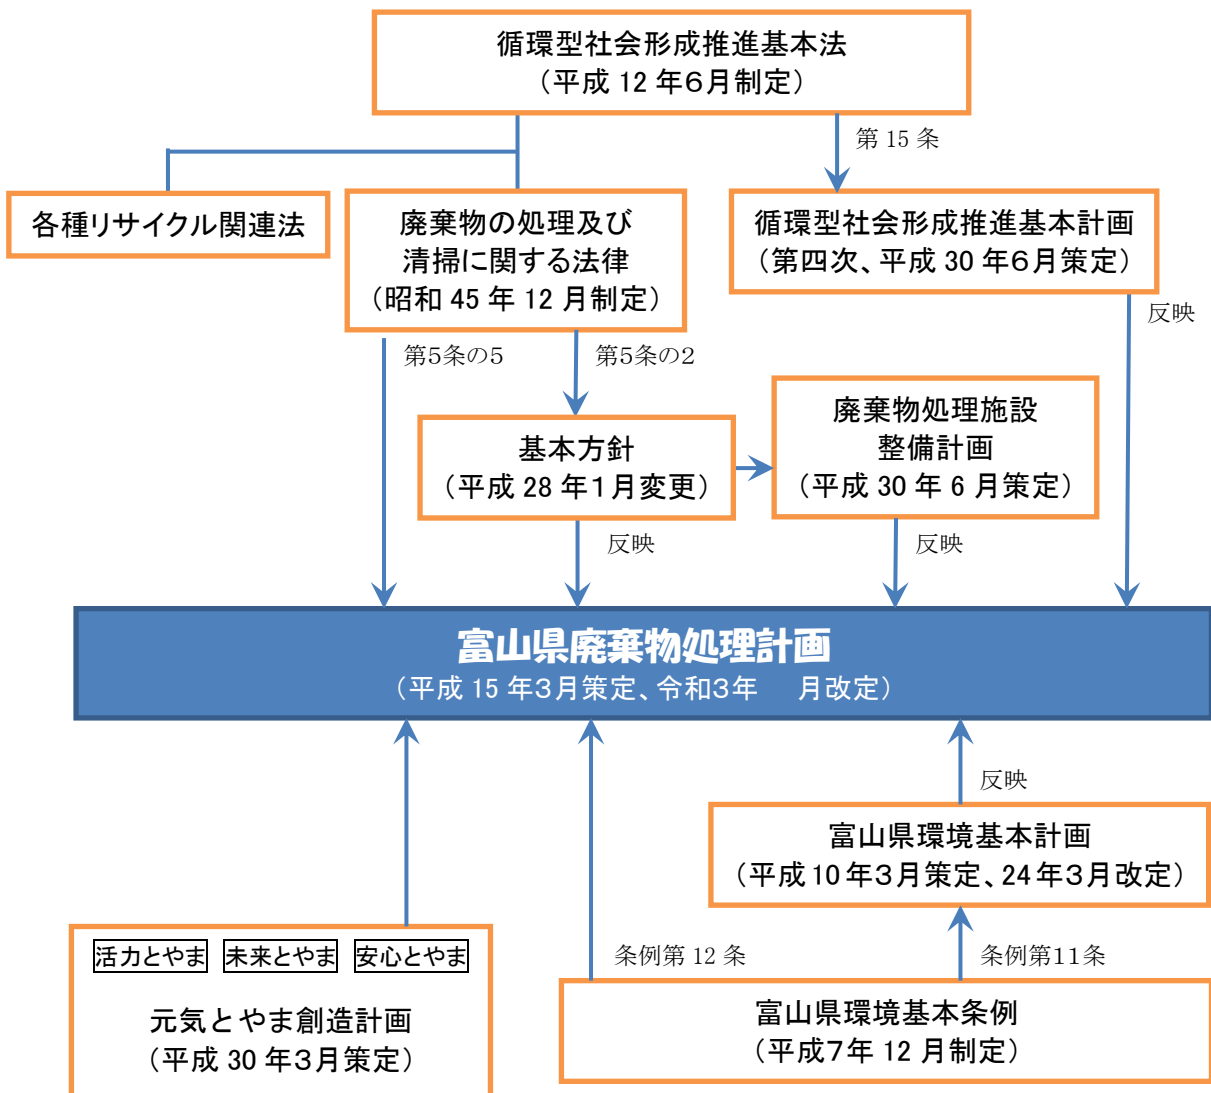 循環型社会形成推進基本法
（平成 12 年６月制定）
第 15 条
各種リサイクル関連法
廃棄物の処理及び
清掃に関する法律
（昭和 45 年 12 月制定）
循環型社会形成推進基本計画
（第四次、平成 30 年６月策定）
反映
第５条の５
第５条の２
基本方針
（平成 28 年１月変更）
廃棄物処理施設
整備計画
（平成 30 年 6 月策定）
反映
反映
富山県廃棄物処理計画
（平成 15 年３月策定、令和３年　 月改定）
反映
富山県環境基本計画
（平成 10 年３月策定、24 年３月改定）
条例第 12 条
条例第１１条
活力とやま 未来とやま 安心とやま
元気とやま創造計画
（平成 30 年３月策定）
富山県環境基本条例
（平成７年 12 月制定）